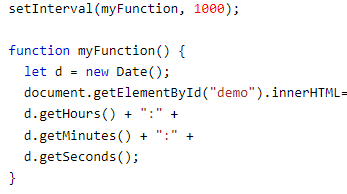 setInterval(myFunction, 1000);

function myFunction() {
  let d = new Date();
  document.getElementById("demo").innerHTML=
  d.getHours() + ":" +
  d.getMinutes() + ":" +
  d.getSeconds();
}